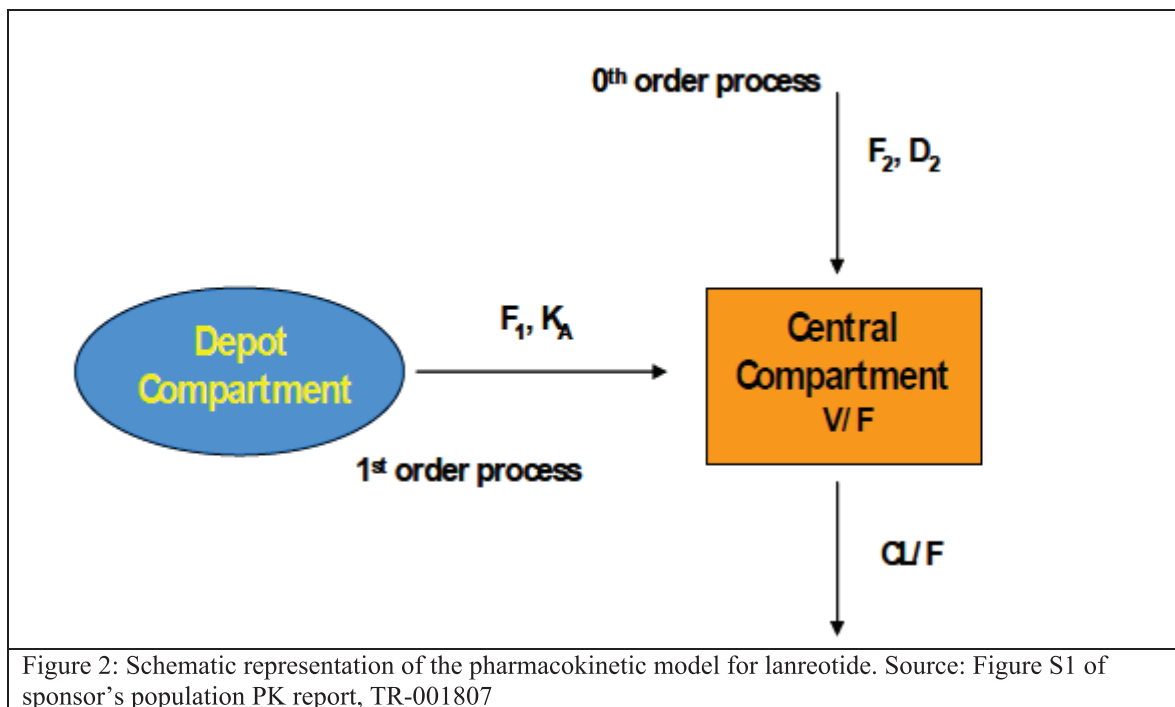 0th order process
F2, D2
Depot
Compartment
F1, KA
1st order process
Central
Compartment
V/ F
CL/ F
Figure 2: Schematic representation of the pharmacokinetic model for lanreotide. Source: Figure S1 of
sponsor’s population PK report, TR-001807